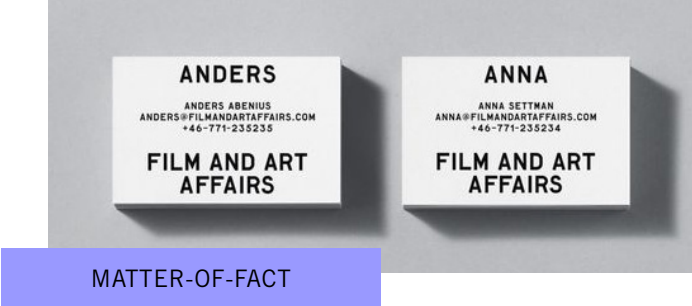 ANDERS
ANDERS ABENIUS
ANDERS@FILMANDARTAFFAIRS.COM
+46-771-235235
FILM AND ART
AFFAIRS
ANNA
ANNA SETTMAN
ANNA@FILMANDARTAFFAIRS.COM
+46-771-235234
FILM AND ART
AFFAIRS
MATTER-OF-FACT